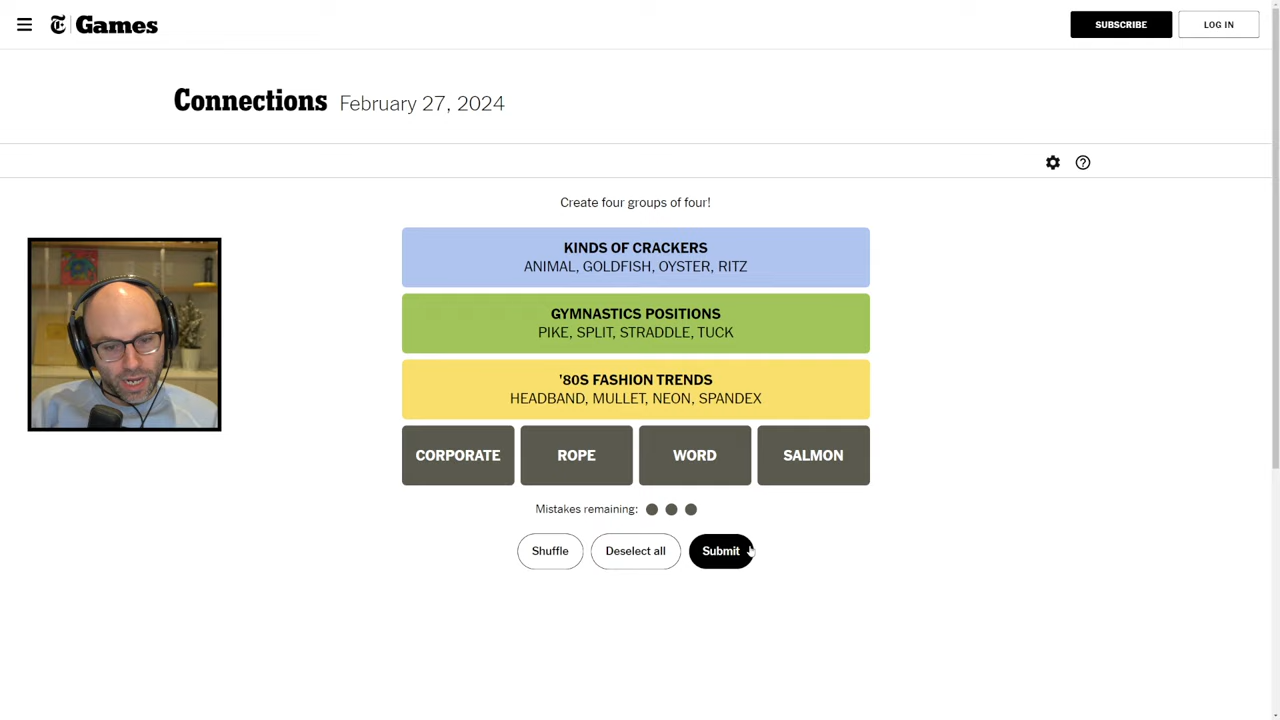 Games
SUBSCRIBE
LOG IN
Connections February 27, 2024
Create four groups of four!
KINDS OF CRACKERS
ANIMAL, GOLDFISH, OYSTER, RITZ
GYMNASTICS POSITIONS
PIKE, SPLIT, STRADDLE, TUCK
'80S FASHION TRENDS
HEADBAND, MULLET, NEON, SPANDEX
CORPORATE ROPE WORD SALMON
Mistakes remaining:
Shuffle Deselect all Submit